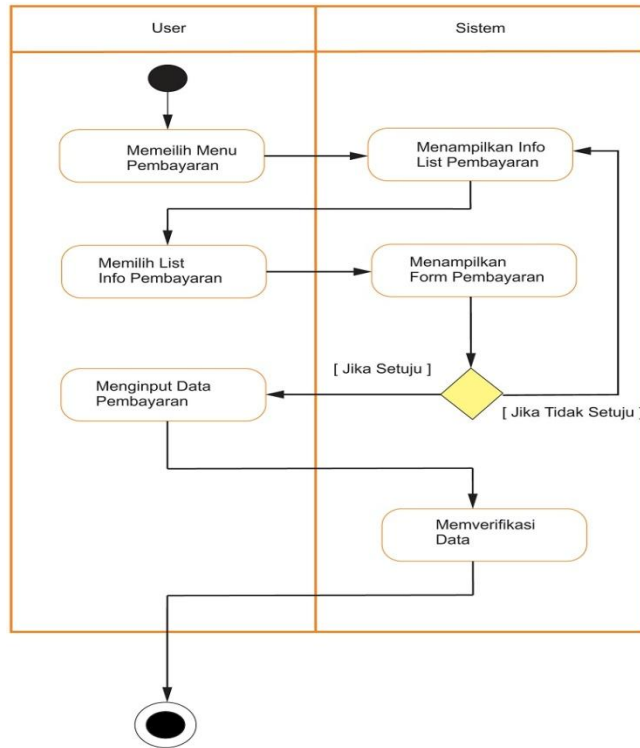 User
Sistem
Memeilih Menu
Pembayaran
Menampilkan Info
List Pembayaran
Memilih List
Info Pembayaran
Menampilkan
Form Pembayaran
[ Jika Setuju ]
Menginput Data
Pembayaran
[ Jika Tidak Setuju ]
Memverifikasi
Data